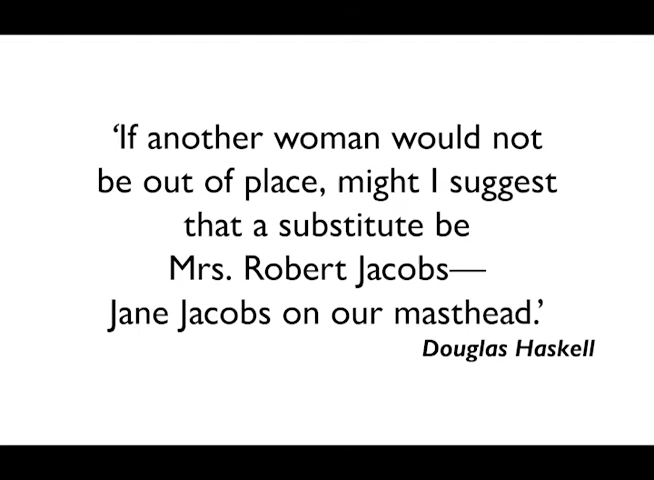 ‘If another woman would not
be out of place, might I suggest
that a substitute be
Mrs. Robert Jacobs—
Jane Jacobs on our masthead.’
Douglas Haskell